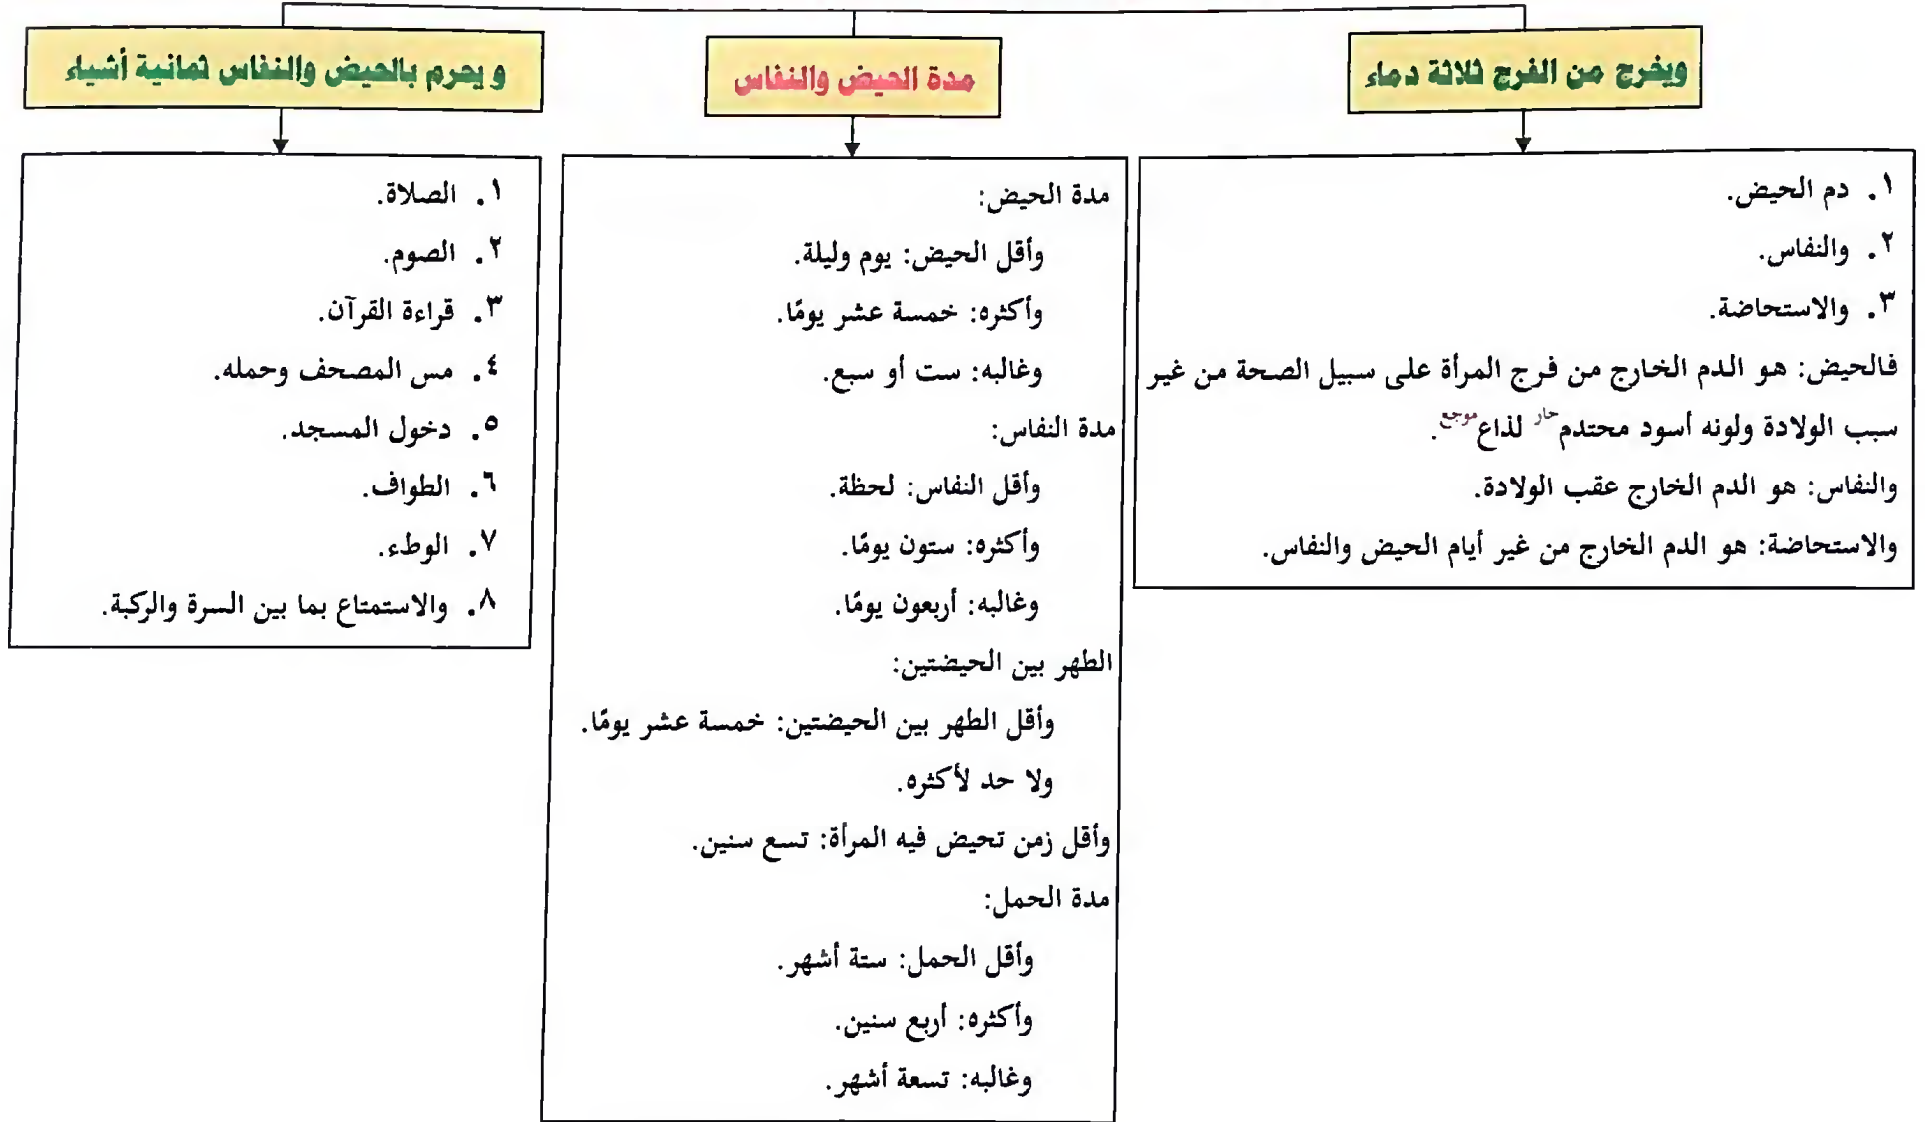 ويخرج من الفرج ثلاثة دماء
١. دم الحيض.
٢. والنفاس.
٣. والاستحاضة.
فالحيض: هو الدم الخارج من فرج المرأة على سبيل الصحة من غير
سبب الولادة ولونه أسود محتدم حار لذاع موجع.
والنفاس: هو الدم الخارج عقب الولادة.
والاستحاضة: هو الدم الخارج من غير أيام الحيض والنفاس.
مدة الحيض والنفاس
مدة الحيض:
وأقل الحيض: يوم وليلة.
وأكثره: خمسة عشر يومًا.
وغالبه: ست أو سبع.
مدة النفاس:
وأقل النفاس: لحظة.
وأكثره: ستون يومًا.
وغالبه: أربعون يومًا.
الطهر بين الحيضتين:
وأقل الطهر بين الحيضتين: خمسة عشر يومًا.
ولا حد لأكثره.
وأقل زمن تحيض فيه المرأة: تسع سنين.
مدة الحمل:
وأقل الحمل: ستة أشهر.
وأكثره: أربع سنين.
وغالبه: تسعة أشهر.
ويحرم بالحيض والنفاس ثمانية أشياء
١. الصلاة.
٢. الصوم.
٣. قراءة القرآن.
٤. مس المصحف وحمله.
٥. دخول المسجد.
٦. الطواف.
٧. الوطء.
٨. والاستمتاع بما بين السرة والركبة.